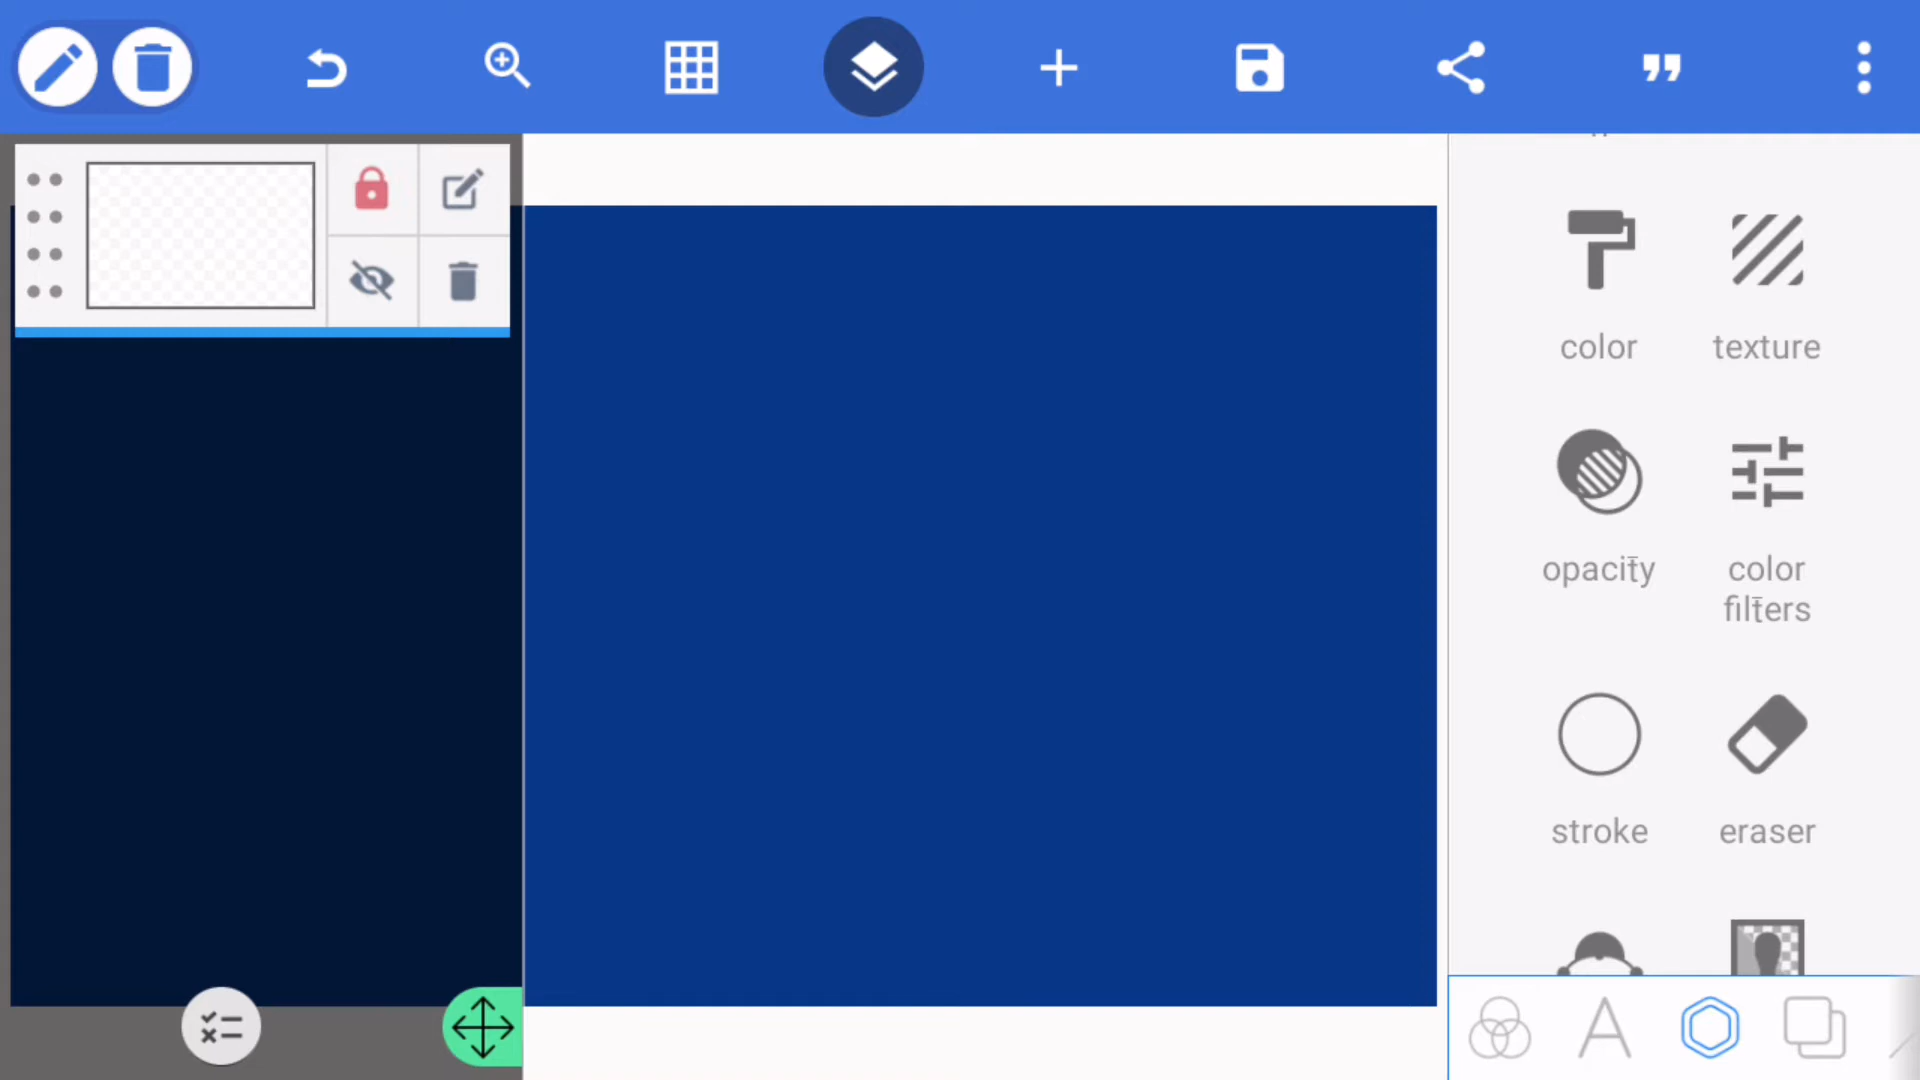 color
texture
opacity
color
filters
stroke
eraser